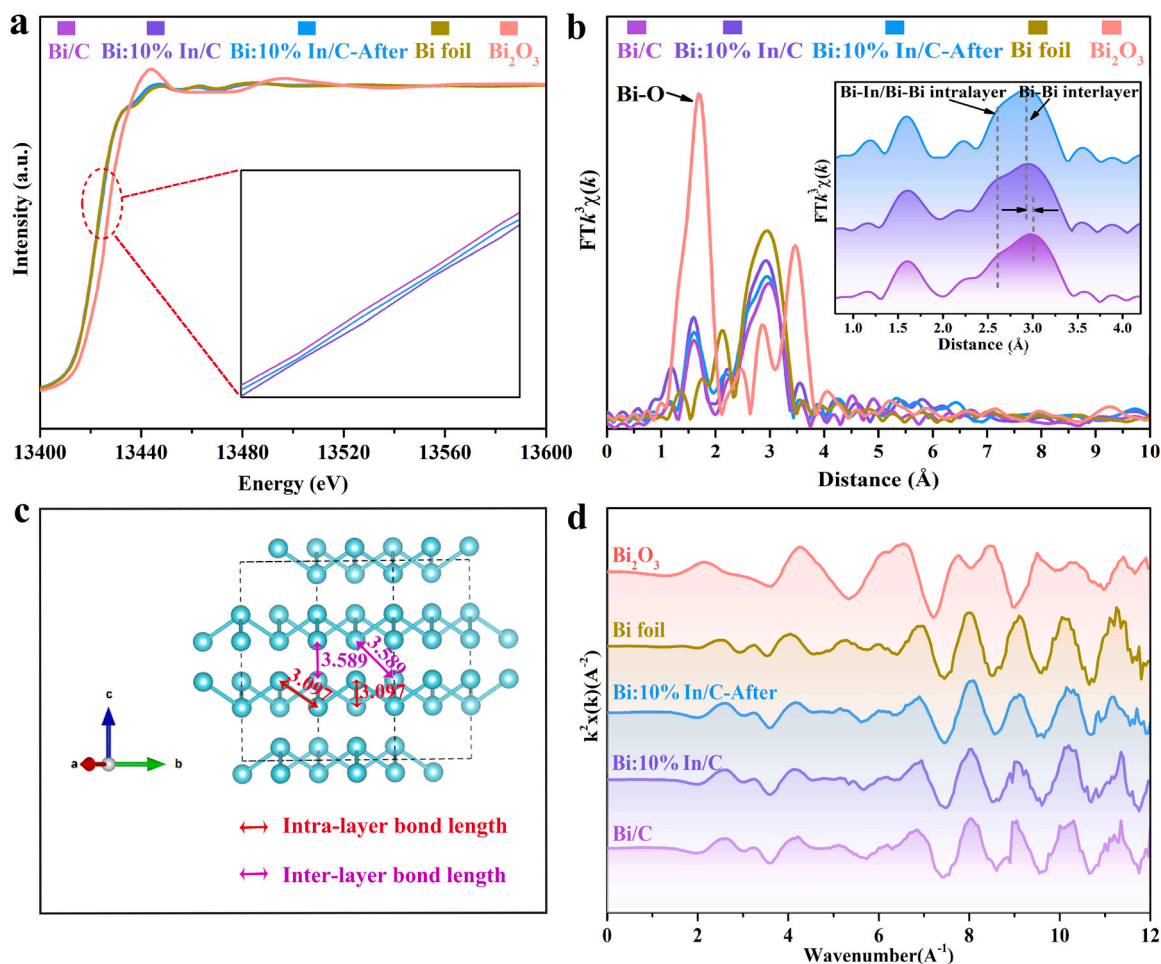 a
Bi/C Bi:10% In/C Bi:10% In/C-After Bi foil Bi₂O₃
Intensity (a.u.)
13400 13440 13480 13520 13560 13600
Energy (eV)
b
Bi/C Bi:10% In/C Bi:10% In/C-After Bi foil Bi₂O₃
Bi-O
Bi-In/Bi-Bi intralayer Bi-Bi interlayer
FTk³χ(k)
1.0 1.5 2.0 2.5 3.0 3.5 4.0
Distance (Å)
FTk³χ(k)
0 1 2 3 4 5 6 7 8 9 10
Distance (Å)
c
3.589 3.589
3.097 3.097
c
a b
Intra-layer bond length
Inter-layer bond length
d
Bi₂O₃
Bi foil
Bi:10% In/C-After
Bi:10% In/C
Bi/C
k²x(k)(A⁻²)
0 2 4 6 8 10 12
Wavenumber(A⁻¹)